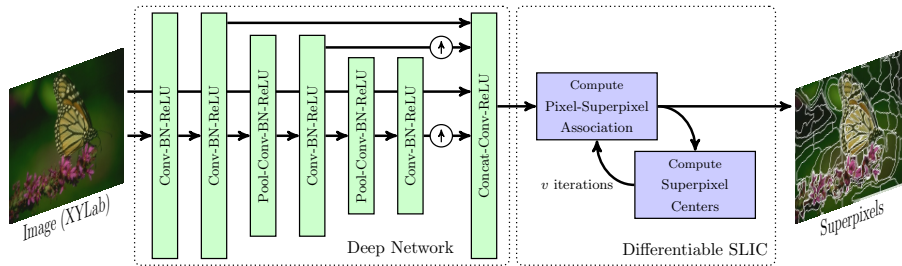 Image (XYLab)
Conv-BN-ReLU
Conv-BN-ReLU
Pool-Conv-BN-ReLU
Conv-BN-ReLU
Pool-Conv-BN-ReLU
Conv-BN-ReLU
Concat-Conv-ReLU
Deep Network
Compute
Pixel-Superpixel
Association
v iterations
Compute
Superpixel
Centers
Differentiable SLIC
Superpixels